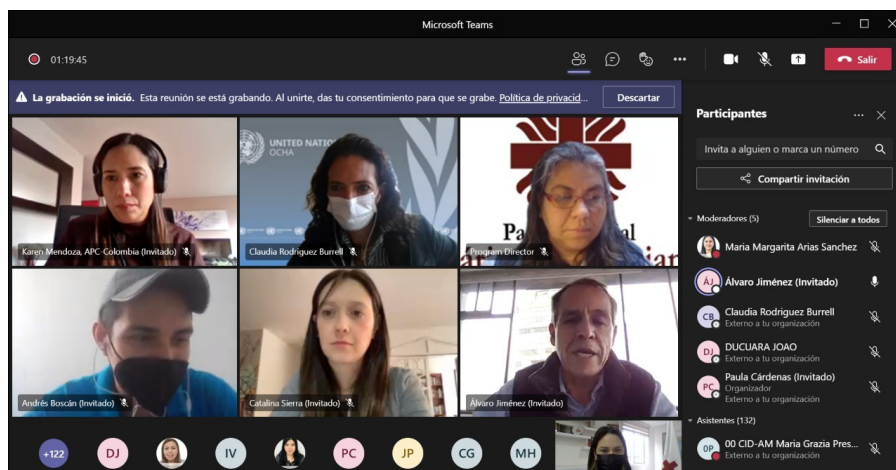 Microsoft Teams
01:19:45
Salir
La grabación se inició. Esta reunión se está grabando. Al unirte, das tu consentimiento para que se grabe. Política de privacid...
Descartar
UNITED NATIO
OCHA
Pa al
ian
Karen Mendoza, APC-Colombia (Invitado)
Claudia Rodriguez Burrell
Program Director
Andrés Boscán (Invitado)
Catalina Sierra (Invitado)
Álvaro Jiménez (Invitado)
+122
DJ
IV
PC
JP
CG
MH
Participantes
Invita a alguien o marca un número
Compartir invitación
Moderadores (5)
Silenciar a todos
Maria Margarita Arias Sanchez
ÁJ
Álvaro Jiménez (Invitado)
CB
Claudia Rodriguez Burrell
Externo a tu organización
DJ
DUCUARA JOAO
Externo a tu organización
PC
Paula Cárdenas (Invitado)
Organizador
Externo a tu organización
Asistentes (132)
0P
00 CID-AM Maria Grazia Pres...